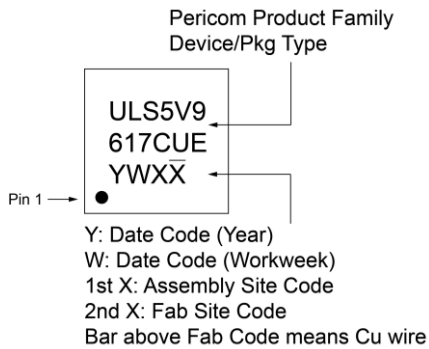 Pericom Product Family
Device/Pkg Type
ULS5V9
617CUE
YWXX̅
Pin 1
Y: Date Code (Year)
W: Date Code (Workweek)
1st X: Assembly Site Code
2nd X: Fab Site Code
Bar above Fab Code means Cu wire